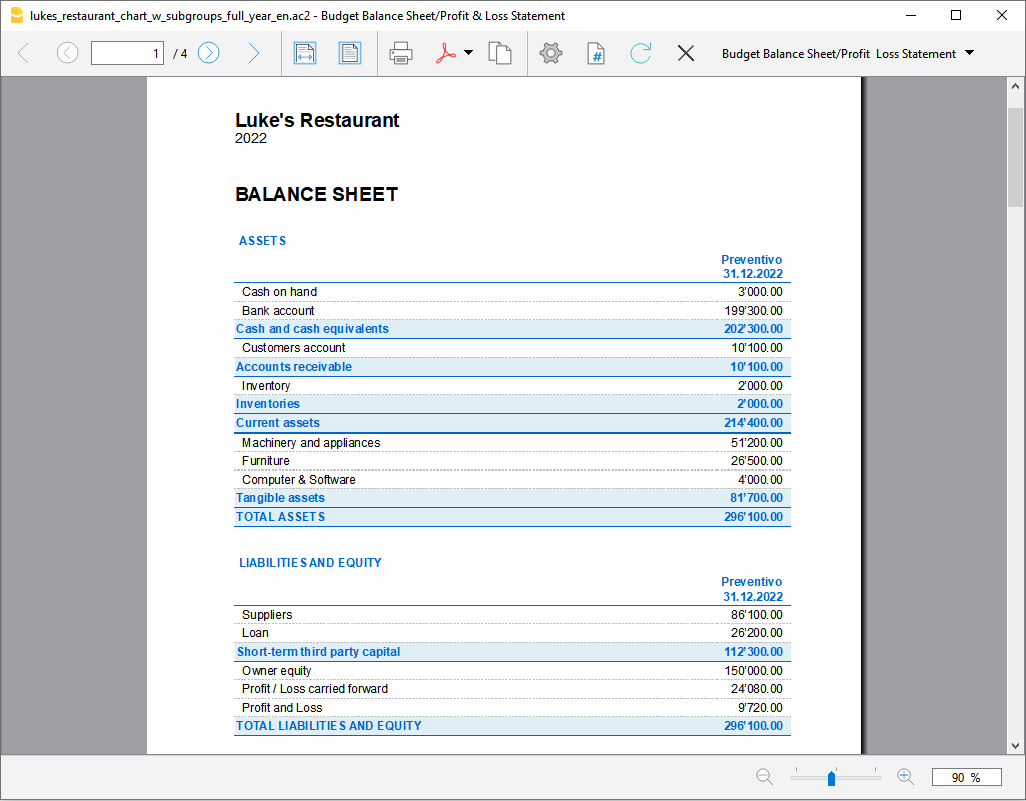 lukes_restaurant_chart_w_subgroups_full_year_en.ac2 - Budget Balance Sheet/Profit & Loss Statement
1 / 4 # Budget Balance Sheet/Profit Loss Statement
Luke's Restaurant
2022
BALANCE SHEET
ASSETS
Preventivo
31.12.2022
Cash on hand 3'000.00
Bank account 199'300.00
Cash and cash equivalents 202'300.00
Customers account 10'100.00
Accounts receivable 10'100.00
Inventory 2'000.00
Inventories 2'000.00
Current assets 214'400.00
Machinery and appliances 51'200.00
Furniture 26'500.00
Computer & Software 4'000.00
Tangible assets 81'700.00
TOTAL ASSETS 296'100.00
LIABILITIES AND EQUITY
Preventivo
31.12.2022
Suppliers 86'100.00
Loan 26'200.00
Short-term third party capital 112'300.00
Owner equity 150'000.00
Profit / Loss carried forward 24'080.00
Profit and Loss 9'720.00
TOTAL LIABILITIES AND EQUITY 296'100.00
90 %